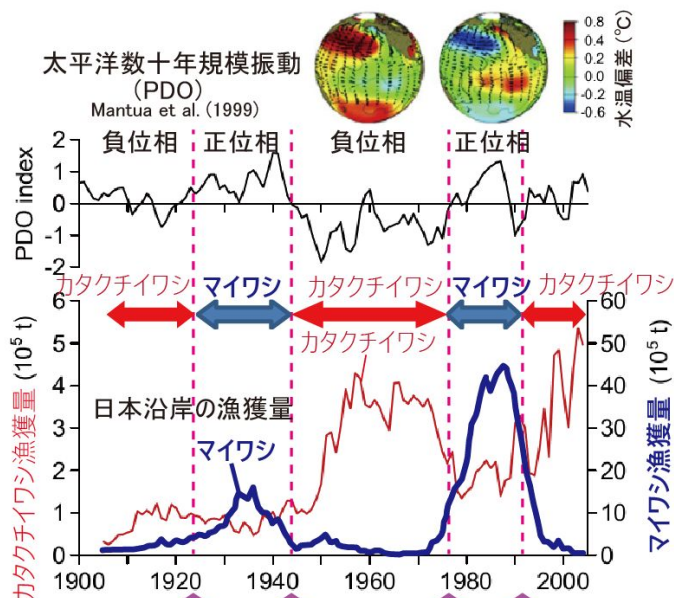 太平洋数十年規模振動
(PDO)
Mantua et al. (1999)
0.8
0.4
0.0
-0.2
-0.6
水温偏差 (℃)
負位相 正位相 負位相 正位相
PDO index
2
1
0
-1
-2
カタクチイワシ マイワシ カタクチイワシ マイワシ カタクチイワシ
カタクチイワシ漁獲量 (10⁵ t)
6
5
4
3
2
1
0
カタクチイワシ
日本沿岸の漁獲量
マイワシ
60
50
40
30
20
10
0
マイワシ漁獲量 (10⁵ t)
1900 1920 1940 1960 1980 2000